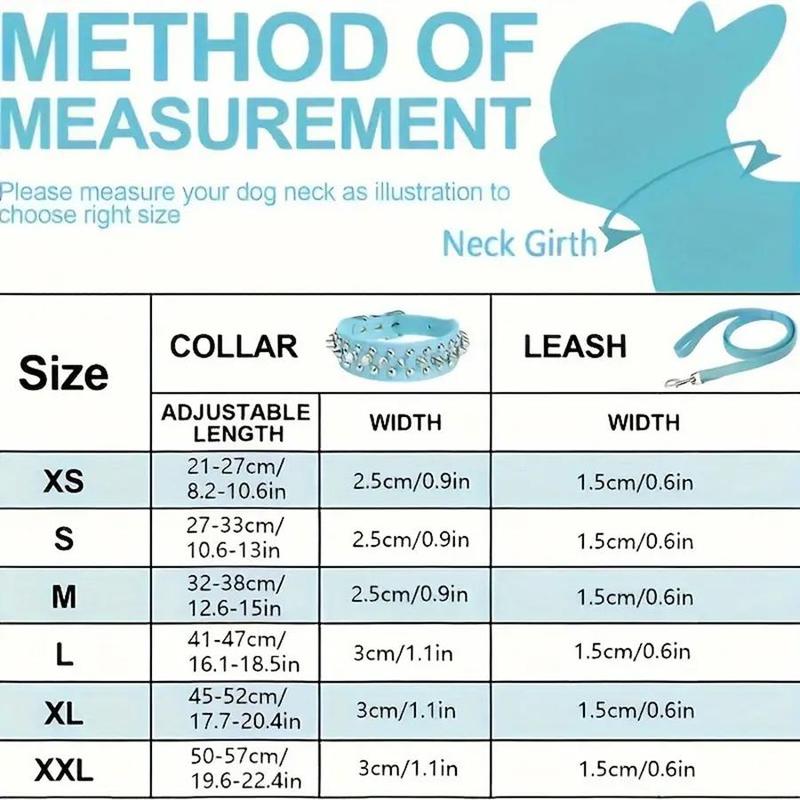 METHOD OF
MEASUREMENT
Please measure your dog neck as illustration to
choose right size
Neck Girth
Size
COLLAR
LEASH
ADJUSTABLE
LENGTH
WIDTH
WIDTH
XS
21-27cm/
8.2-10.6in
2.5cm/0.9in
1.5cm/0.6in
S
27-33cm/
10.6-13in
2.5cm/0.9in
1.5cm/0.6in
M
32-38cm/
12.6-15in
2.5cm/0.9in
1.5cm/0.6in
L
41-47cm/
16.1-18.5in
3cm/1.1in
1.5cm/0.6in
XL
45-52cm/
17.7-20.4in
3cm/1.1in
1.5cm/0.6in
XXL
50-57cm/
19.6-22.4in
3cm/1.1in
1.5cm/0.6in